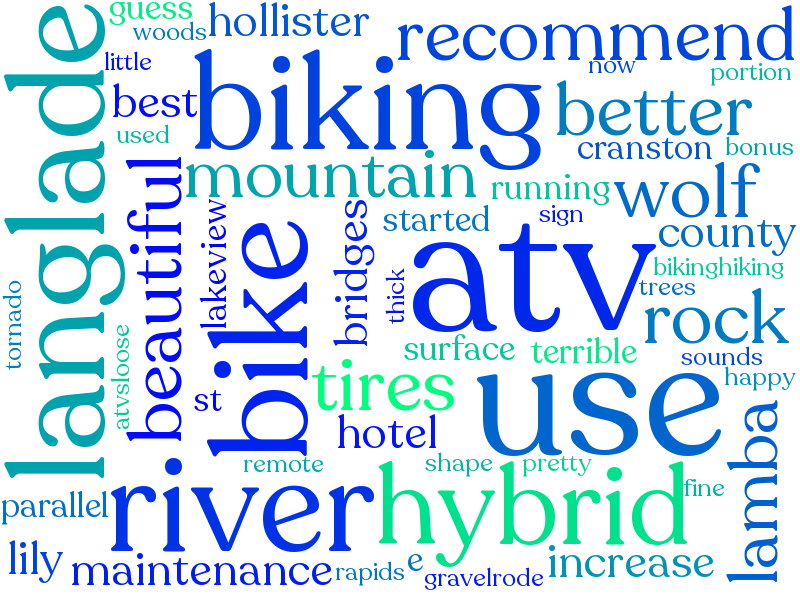 guess
woods
hollister
recommend
little
now
portion
langlade
best
biking
better
used
cranston
bonus
mountain
running
wolf
beautiful
lakeview
bridges
started
sign
county
bike
atv
bikinghiking
thick
trees
tornado
rock
atvsloose
surface
terrible
sounds
tires
use
happy
st
hotel
lamba
remote
shape
pretty
river
hybrid
fine
parallel
lily
maintenance
rapids
e
gravelrode
increase